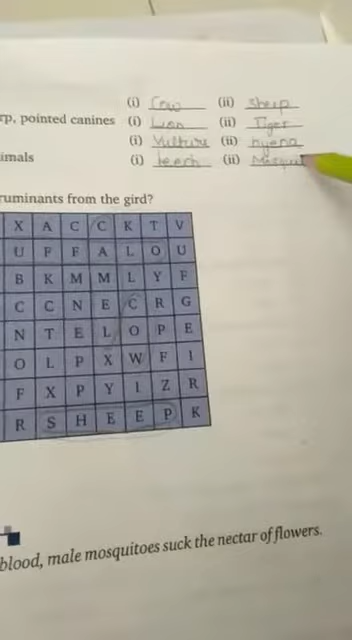 (i) Cow (ii) sheep
rp, pointed canines (i) Lion (ii) Tiger
(i) Vulture (ii) hyena
imals (i) leech (ii) Mosqui
ruminants from the gird?
X A C C K T V
U F F A L O U
B K M M L Y F
C C N E C R G
N T E L O P E
O L P X W F I
F X P Y I Z R
R S H E E P K
blood, male mosquitoes suck the nectar of flowers.